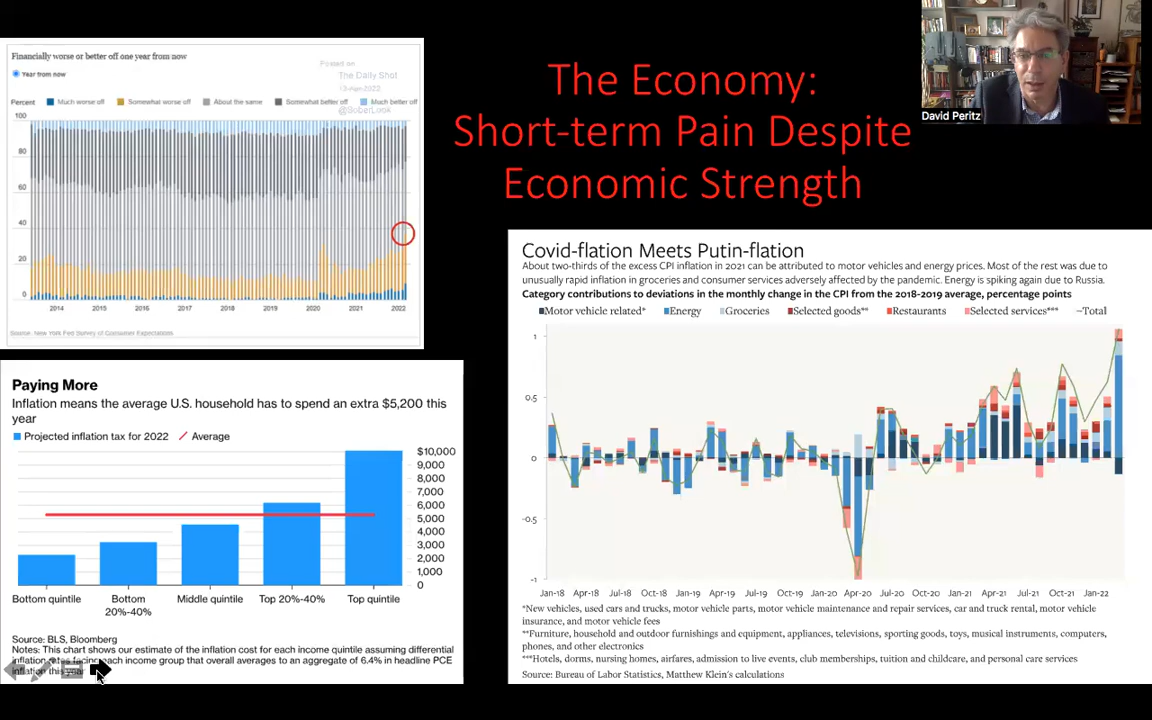 The Economy:
Short-term Pain Despite
Economic Strength
David Peritz
Financially worse or better off one year from now
Year from now
Posted on
The Daily Shot
@SoberLook
Percent
Much worse off
Somewhat worse off
About the same
Somewhat better off
Much better off
100
80
60
40
20
0
2014 2015 2016 2017 2018 2019 2020 2021 2022
Source: New York Fed Survey of Consumer Expectations
Paying More
Inflation means the average U.S. household has to spend an extra $5,200 this
year
Projected inflation tax for 2022
Average
$10,000
9,000
8,000
7,000
6,000
5,000
4,000
3,000
2,000
1,000
0
Bottom quintile
Bottom
20%-40%
Middle quintile
Top 20%-40%
Top quintile
Source: BLS, Bloomberg
Notes: This chart shows our estimate of the inflation cost for each income quintile assuming differential
inflation rates facing each income group that overall averages to an aggregate of 6.4% in headline PCE
inflation this year
Covid-flation Meets Putin-flation
About two-thirds of the excess CPI inflation in 2021 can be attributed to motor vehicles and energy prices. Most of the rest was due to
unusually rapid inflation in groceries and consumer services adversely affected by the pandemic. Energy is spiking again due to Russia.
Category contributions to deviations in the monthly change in the CPI from the 2018-2019 average, percentage points
Motor vehicle related*
Energy
Groceries
Selected goods**
Restaurants
Selected services***
Total
1
0.5
0
-0.5
-1
Jan-18 Apr-18 Jul-18 Oct-18 Jan-19 Apr-19 Jul-19 Oct-19 Jan-20 Apr-20 Jul-20 Oct-20 Jan-21 Apr-21 Jul-21 Oct-21 Jan-22
*New vehicles, used cars and trucks, motor vehicle parts, motor vehicle maintenance and repair services, car and truck rental, motor vehicle
insurance, and motor vehicle fees
**Furniture, household and outdoor furnishings and equipment, appliances, televisions, sporting goods, toys, musical instruments, computers,
phones, and other electronics
***Hotels, dorms, nursing homes, airfares, admission to live events, club memberships, tuition and childcare, and personal care services
Source: Bureau of Labor Statistics, Matthew Klein's calculations